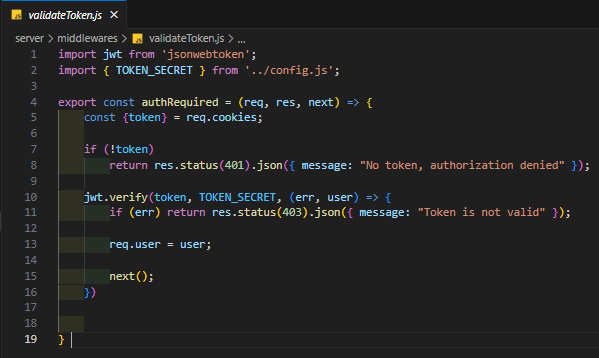 validateToken.js
server > middlewares > validateToken.js > ...
1 import jwt from 'jsonwebtoken';
2 import { TOKEN_SECRET } from '../config.js';
3
4 export const authRequired = (req, res, next) => {
5 const {token} = req.cookies;
6
7 if (!token)
8 return res.status(401).json({ message: "No token, authorization denied" });
9
10 jwt.verify(token, TOKEN_SECRET, (err, user) => {
11 if (err) return res.status(403).json({ message: "Token is not valid" });
12
13 req.user = user;
14
15 next();
16 })
17
18
19 }